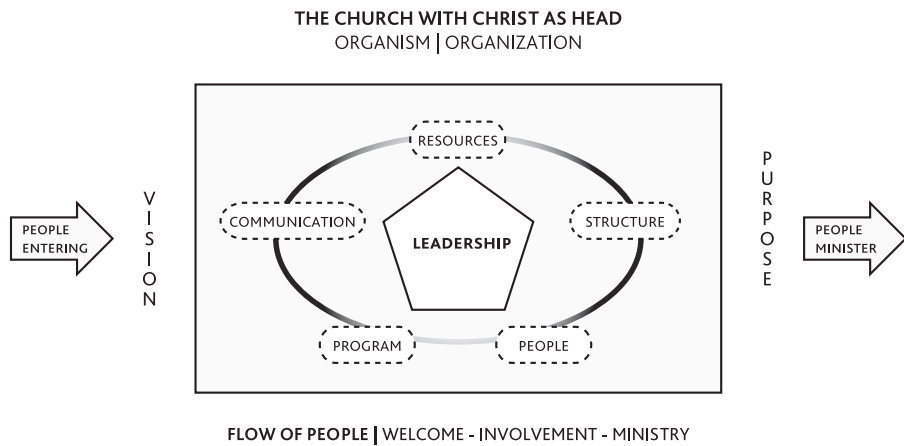 THE CHURCH WITH CHRIST AS HEAD
ORGANISM | ORGANIZATION
RESOURCES
COMMUNICATION
STRUCTURE
LEADERSHIP
PROGRAM
PEOPLE
PEOPLE
ENTERING
VISION
PURPOSE
PEOPLE
MINISTER
FLOW OF PEOPLE | WELCOME - INVOLVEMENT - MINISTRY